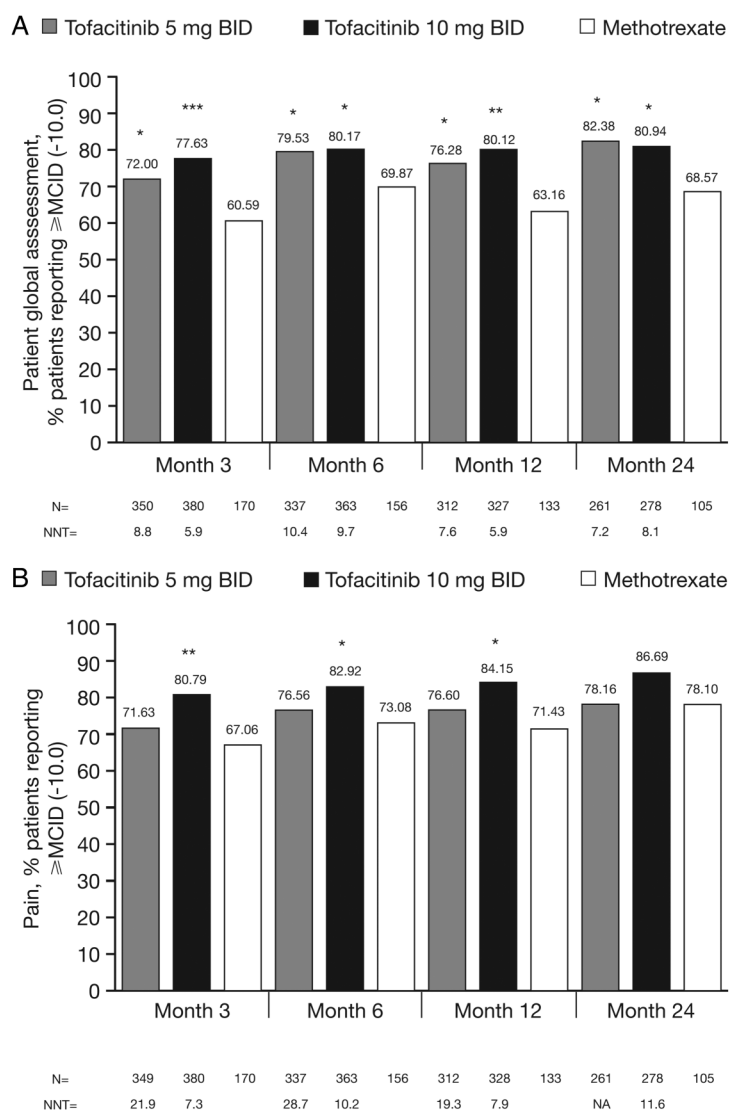 A Tofacitinib 5 mg BID Tofacitinib 10 mg BID Methotrexate
Patient global asssessment,
% patients reporting ⩾MCID (-10.0)
100
90
80
70
60
50
40
30
20
10
0
* *** * * * ** * *
72.00 77.63 60.59 79.53 80.17 69.87 76.28 80.12 63.16 82.38 80.94 68.57
Month 3 Month 6 Month 12 Month 24
N= 350 380 170 337 363 156 312 327 133 261 278 105
NNT= 8.8 5.9 10.4 9.7 7.6 5.9 7.2 8.1
B Tofacitinib 5 mg BID Tofacitinib 10 mg BID Methotrexate
Pain, % patients reporting
⩾MCID (-10.0)
100
90
80
70
60
50
40
30
20
10
0
** * *
71.63 80.79 67.06 76.56 82.92 73.08 76.60 84.15 71.43 78.16 86.69 78.10
Month 3 Month 6 Month 12 Month 24
N= 349 380 170 337 363 156 312 328 133 261 278 105
NNT= 21.9 7.3 28.7 10.2 19.3 7.9 NA 11.6